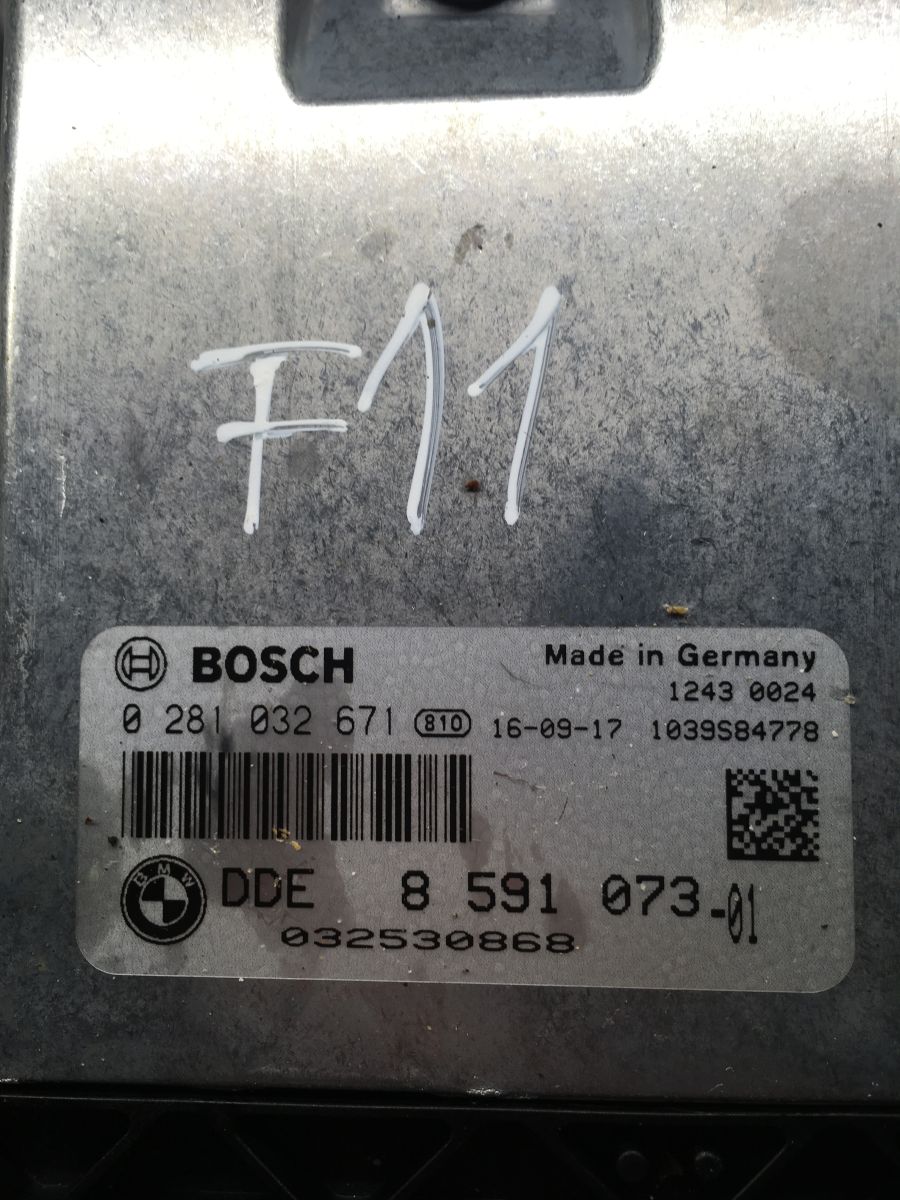 F11
BOSCH
Made in Germany
1243 0024
0 281 032 671 810 16-09-17 1039S84778
BMW
DDE 8 591 073-01
032530868